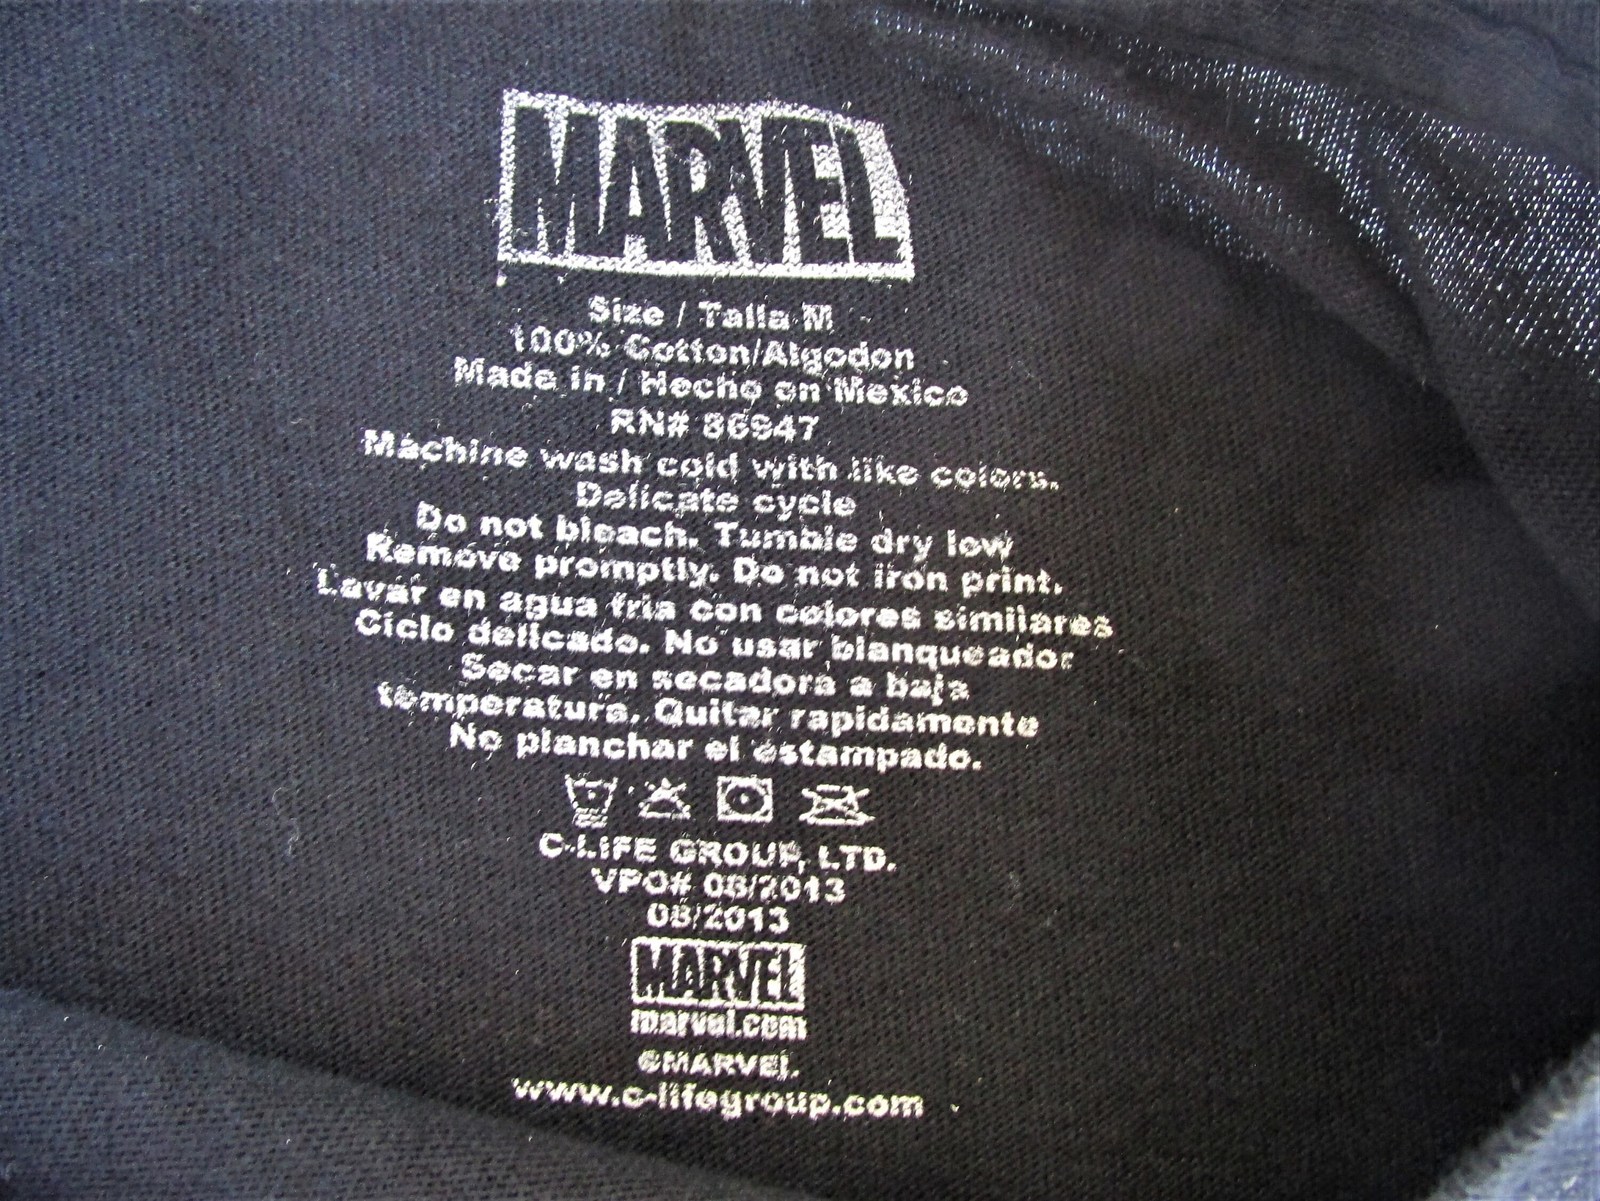 MARVEL
Size / Talla M
100% Cotton/Algodon
Made in / Hecho en Mexico
RN# 86947
Machine wash cold with like colors.
Delicate cycle
Do not bleach. Tumble dry low
Remove promptly. Do not iron print.
Lavar en agua fria con colores similares
Ciclo delicado. No usar blanqueador
Secar en secadora a baja
temperatura. Quitar rapidamente
No planchar el estampado.
C-LIFE GROUP, LTD.
VPO# 08/2013
08/2013
MARVEL
marvel.com
©MARVEL.
www.c-lifegroup.com